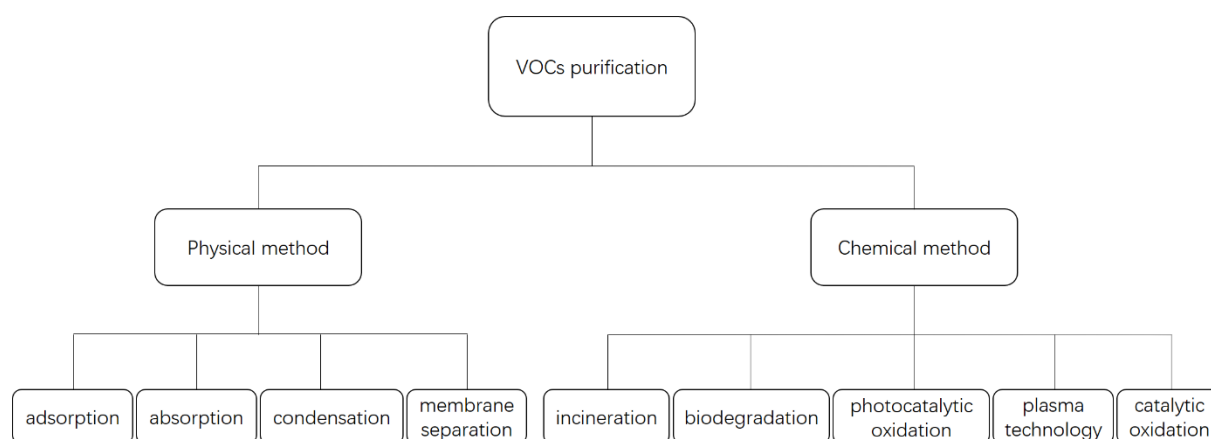 VOCs purification
Physical method
Chemical method
adsorption
absorption
condensation
membrane
separation
incineration
biodegradation
photocatalytic
oxidation
plasma
technology
catalytic
oxidation